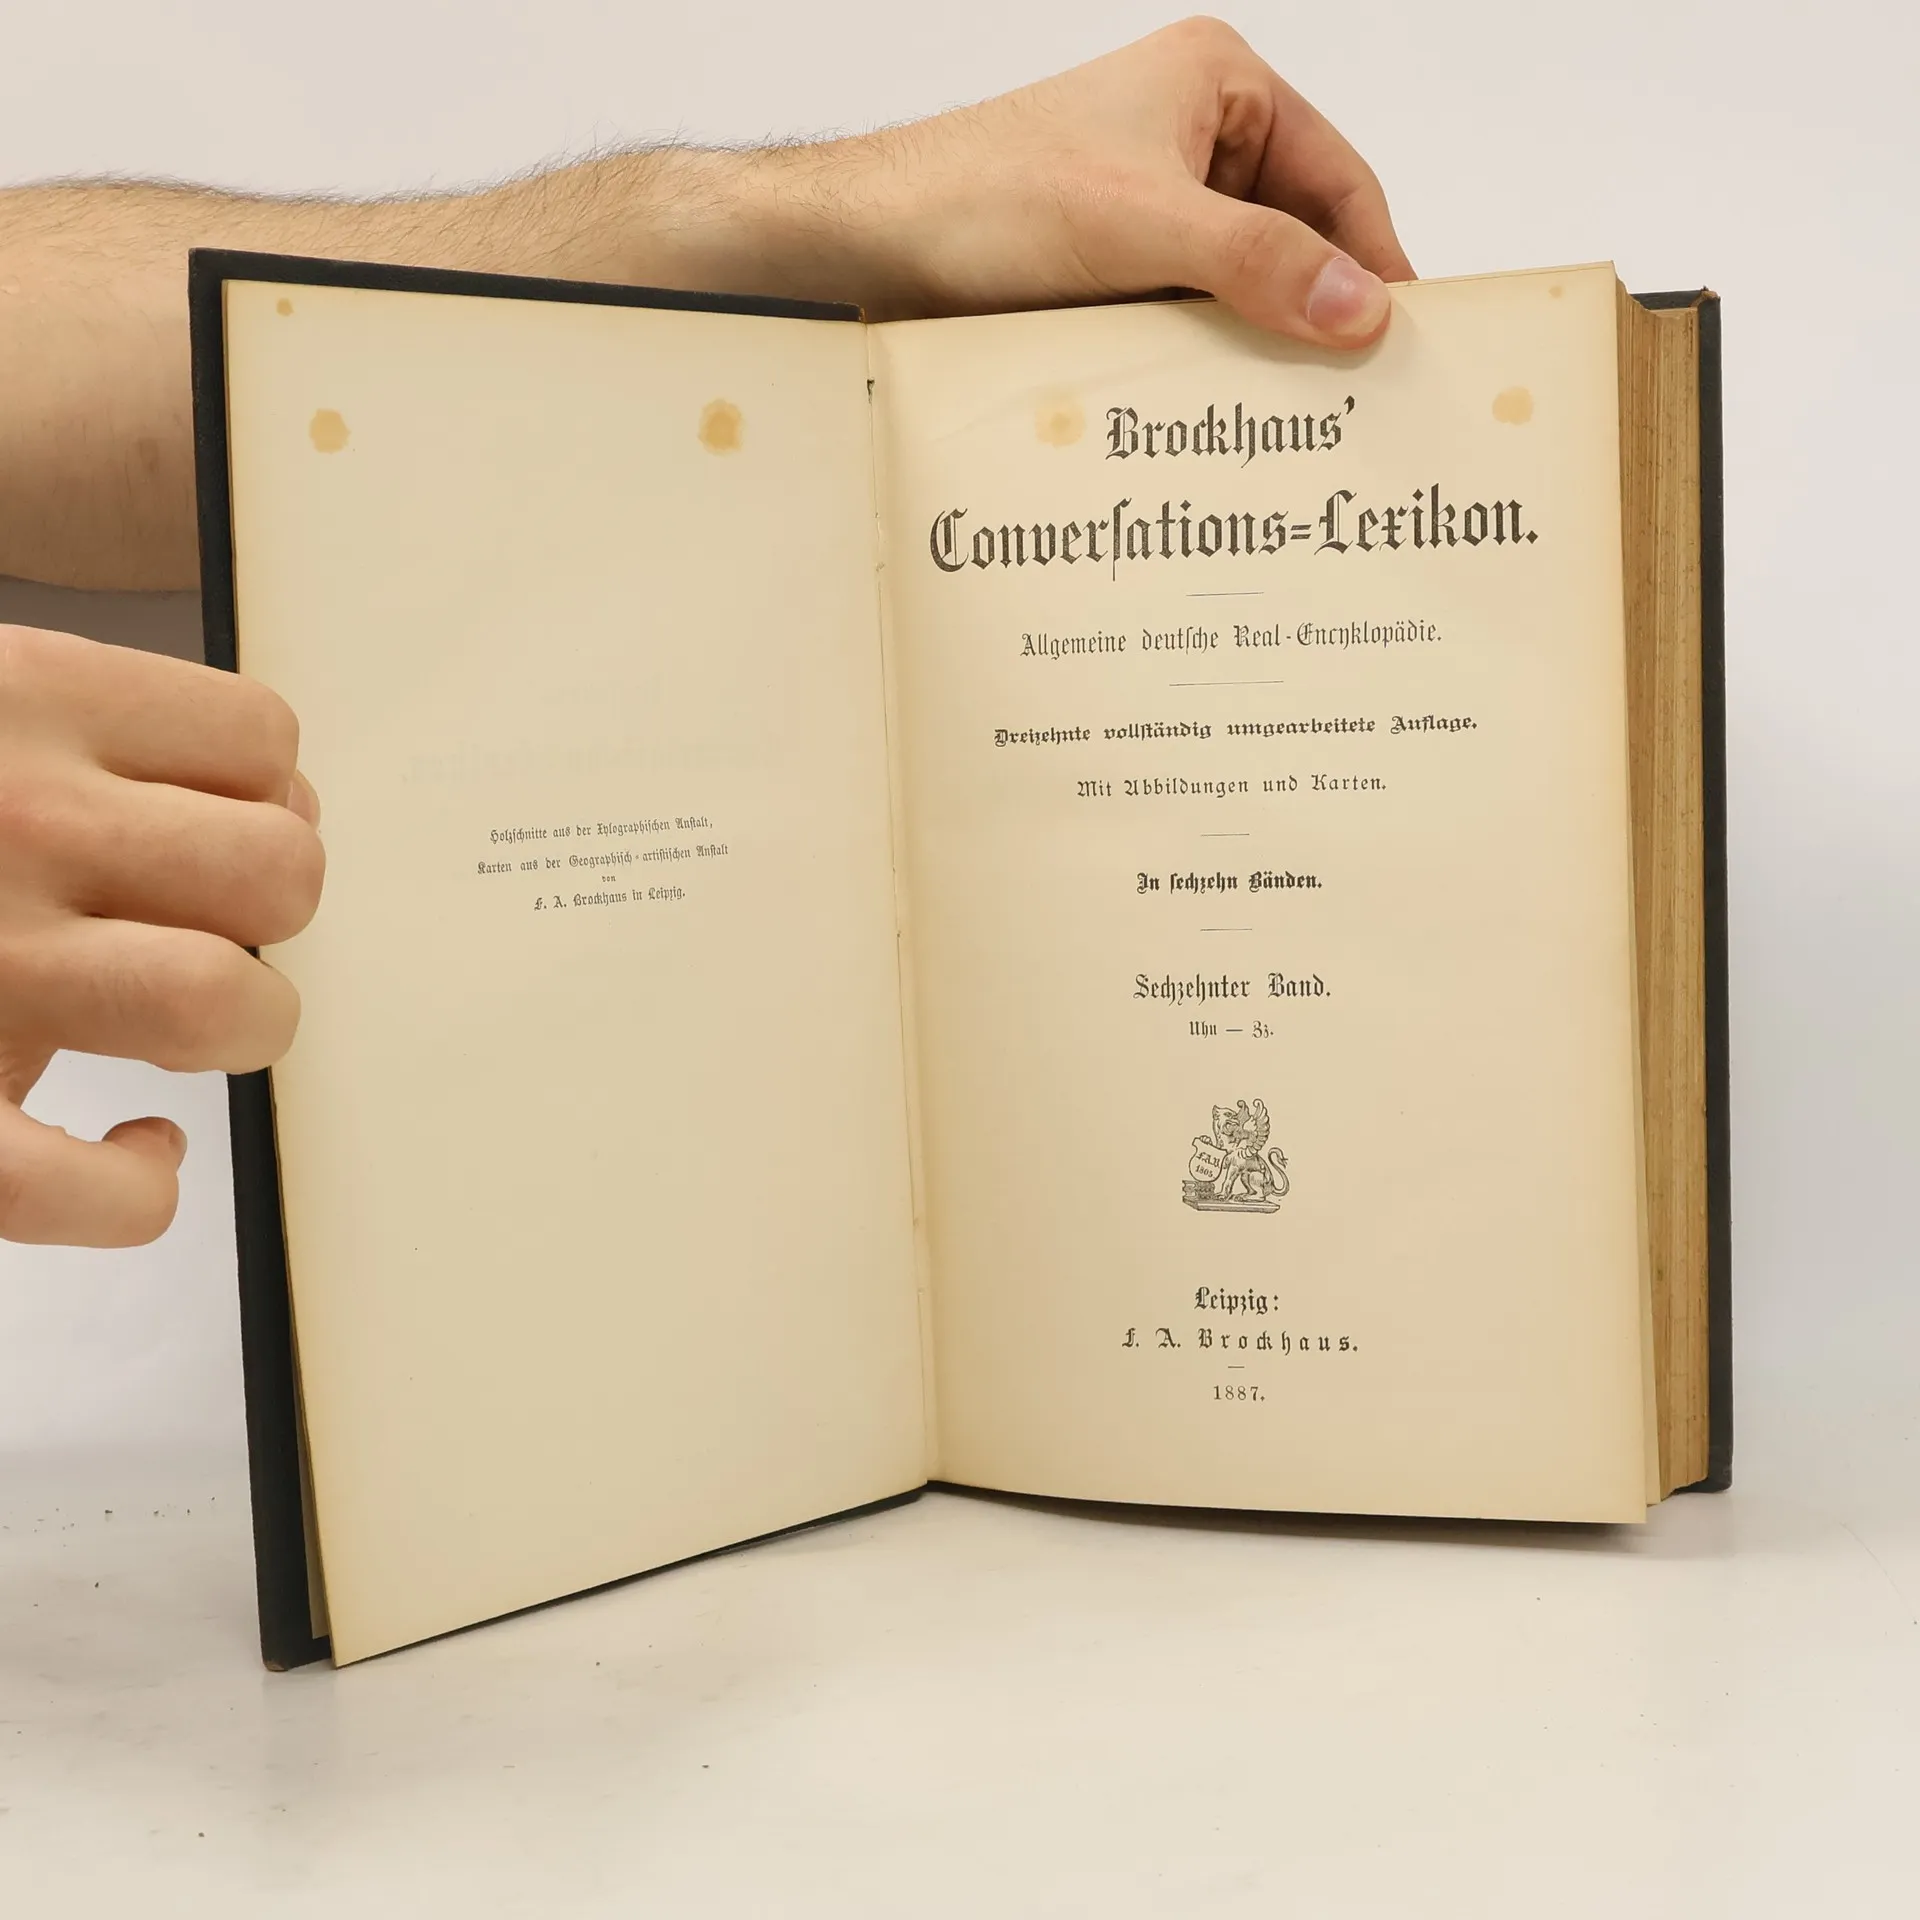 Holzschnitte aus der Xylographischen Anstalt,
Karten aus der Geographisch-artistischen Anstalt
von
F. A. Brockhaus in Leipzig.
Brockhaus’
Converſations=Lexikon.
Allgemeine deutſche Real-Encyklopädie.
Dreizehnte vollſtändig umgearbeitete Auflage.
Mit Abbildungen und Karten.
In ſechzehn Bänden.
Sechzehnter Band.
Uhu — Zz.
F.A.B
1805
Leipzig:
F. A. Brockhaus.
1887.